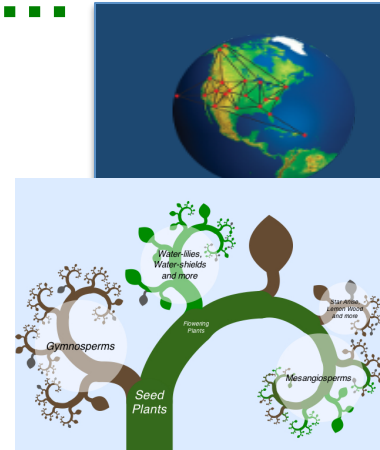 Water-lilies,
Water-shields
and more
Star Anise,
Lemon Wood
and more
Flowering
Plants
Gymnosperms
Mesangiosperms
Seed
Plants